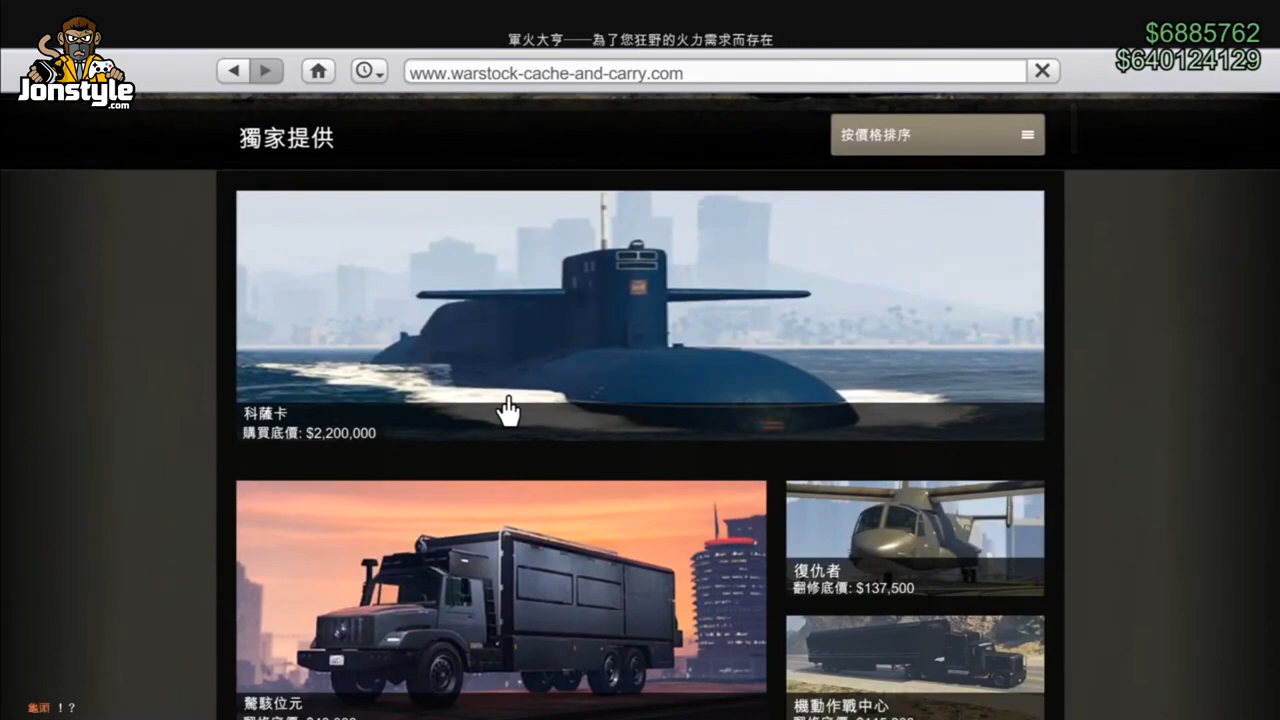 軍火大亨──為了您狂野的火力需求而存在
$6885762
$640124129
www.warstock-cache-and-carry.com
Jonstyle
.com
獨家提供
按價格排序
科薩卡
購買底價: $2,200,000
復仇者
翻修底價: $137,500
驚駭位元
機動作戰中心
龜頭 ！？